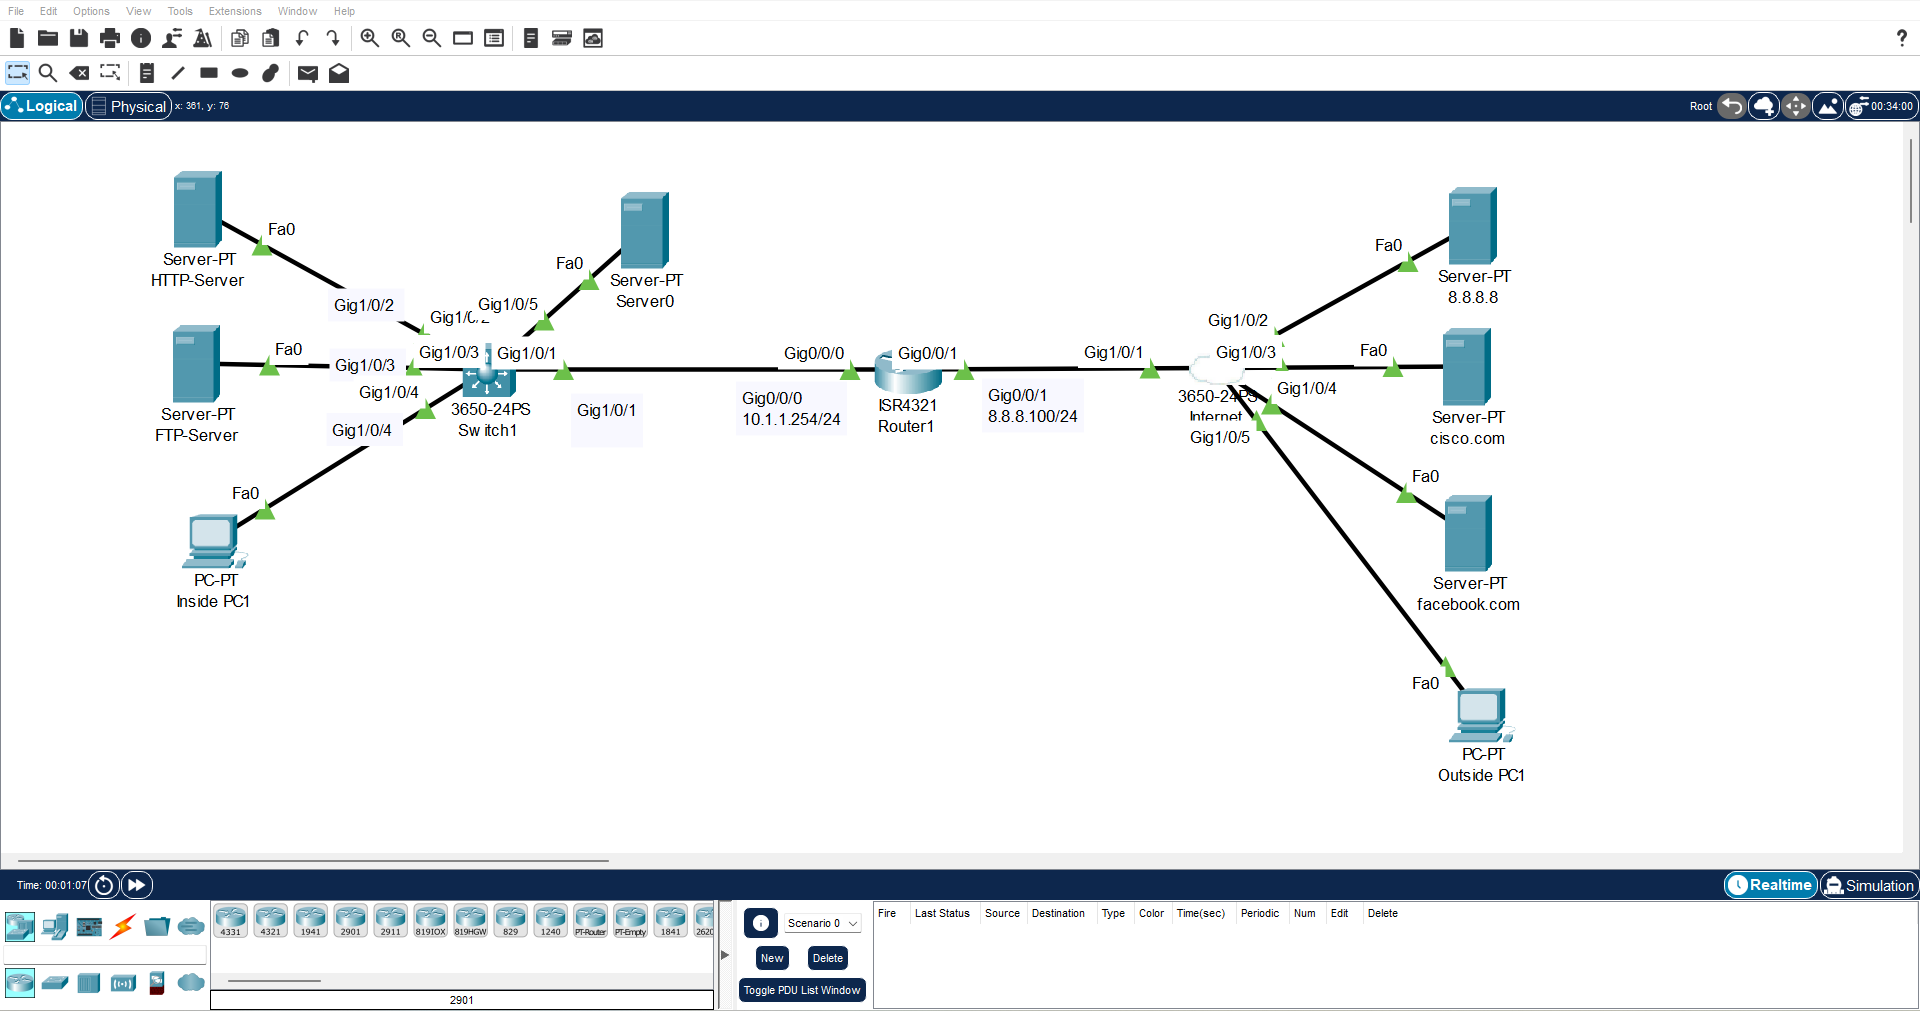 File Edit Options View Tools Extensions Window Help
?
Logical Physical x: 361, y: 76 Root 00:34:00
Fa0
Server-PT
HTTP-Server
Gig1/0/2
Fa0
Server-PT
Server0
Gig1/0/5
Gig1/0/2
Fa0
Server-PT
FTP-Server
Gig1/0/3
Gig1/0/3
Gig1/0/1
Gig1/0/4
Gig1/0/4
3650-24PS
Switch1
Gig1/0/1
Fa0
PC-PT
Inside PC1
Gig0/0/0
Gig0/0/1
Gig0/0/0
10.1.1.254/24
ISR4321
Router1
Gig0/0/1
8.8.8.100/24
Gig1/0/1
Gig1/0/2
Gig1/0/3
3650-24PS
Internet
Gig1/0/4
Gig1/0/5
Fa0
Server-PT
8.8.8.8
Fa0
Server-PT
cisco.com
Fa0
Server-PT
facebook.com
Fa0
PC-PT
Outside PC1
Time: 00:01:07 Realtime Simulation
4331 4321 1941 2901 2911 819IOX 819HGW 829 1240 PT-Router PT-Empty 1841 2620
2901
Scenario 0
New Delete
Toggle PDU List Window
Fire Last Status Source Destination Type Color Time(sec) Periodic Num Edit Delete